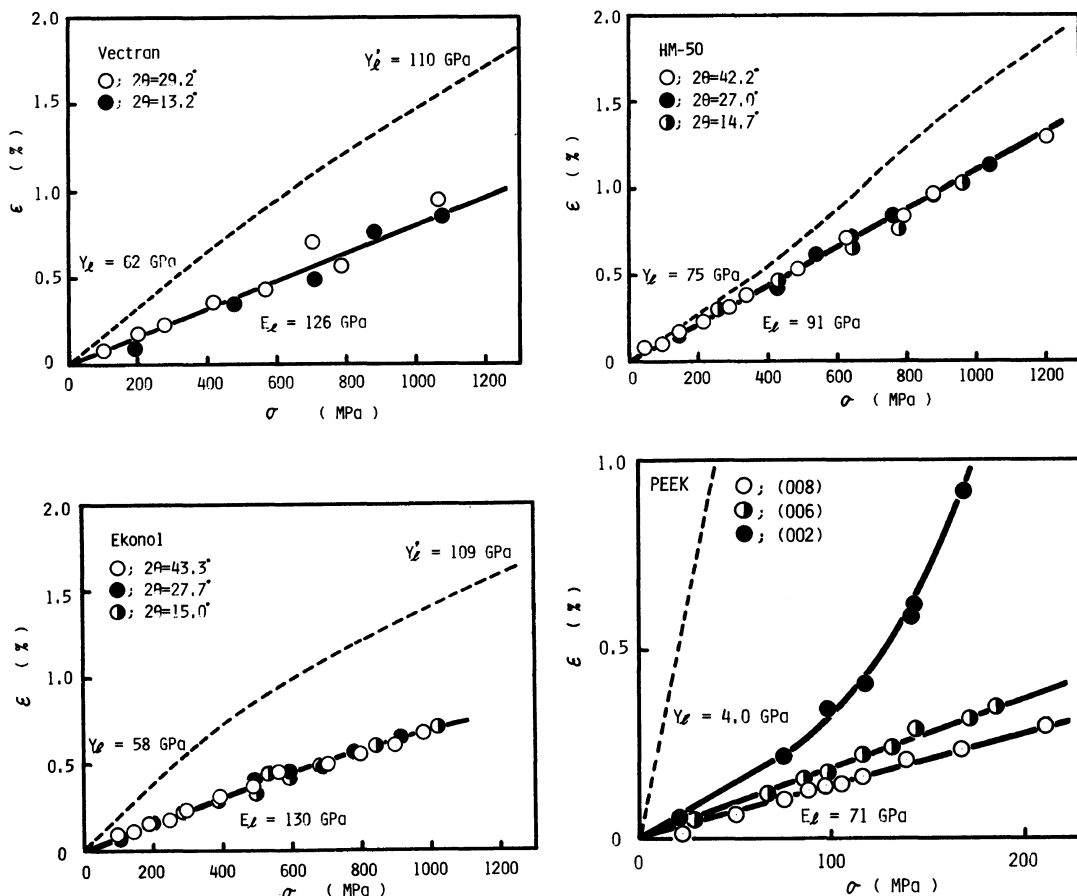 2.0
1.5
1.0
0.5
0
ε ( % )
Vectran
○; 2θ=29.2°
●; 2θ=13.2°
Yℓ' = 110 GPa
Yℓ = 62 GPa
Eℓ = 126 GPa
0 200 400 600 800 1000 1200
σ ( MPa )
2.0
1.5
1.0
0.5
0
ε ( % )
HM-50
○; 2θ=42.2°
●; 2θ=27.0°
◑; 2θ=14.7°
Yℓ = 75 GPa
Eℓ = 91 GPa
0 200 400 600 800 1000 1200
σ ( MPa )
2.0
1.5
1.0
0.5
0
ε ( % )
Ekonol
○; 2θ=43.3°
●; 2θ=27.7°
◑; 2θ=15.0°
Yℓ' = 109 GPa
Yℓ = 58 GPa
Eℓ = 130 GPa
0 200 400 600 800 1000 1200
σ ( MPa )
1.0
0.5
0
ε ( % )
PEEK
○; (008)
◑; (006)
●; (002)
Yℓ = 4.0 GPa
Eℓ = 71 GPa
0 100 200
σ ( MPa )